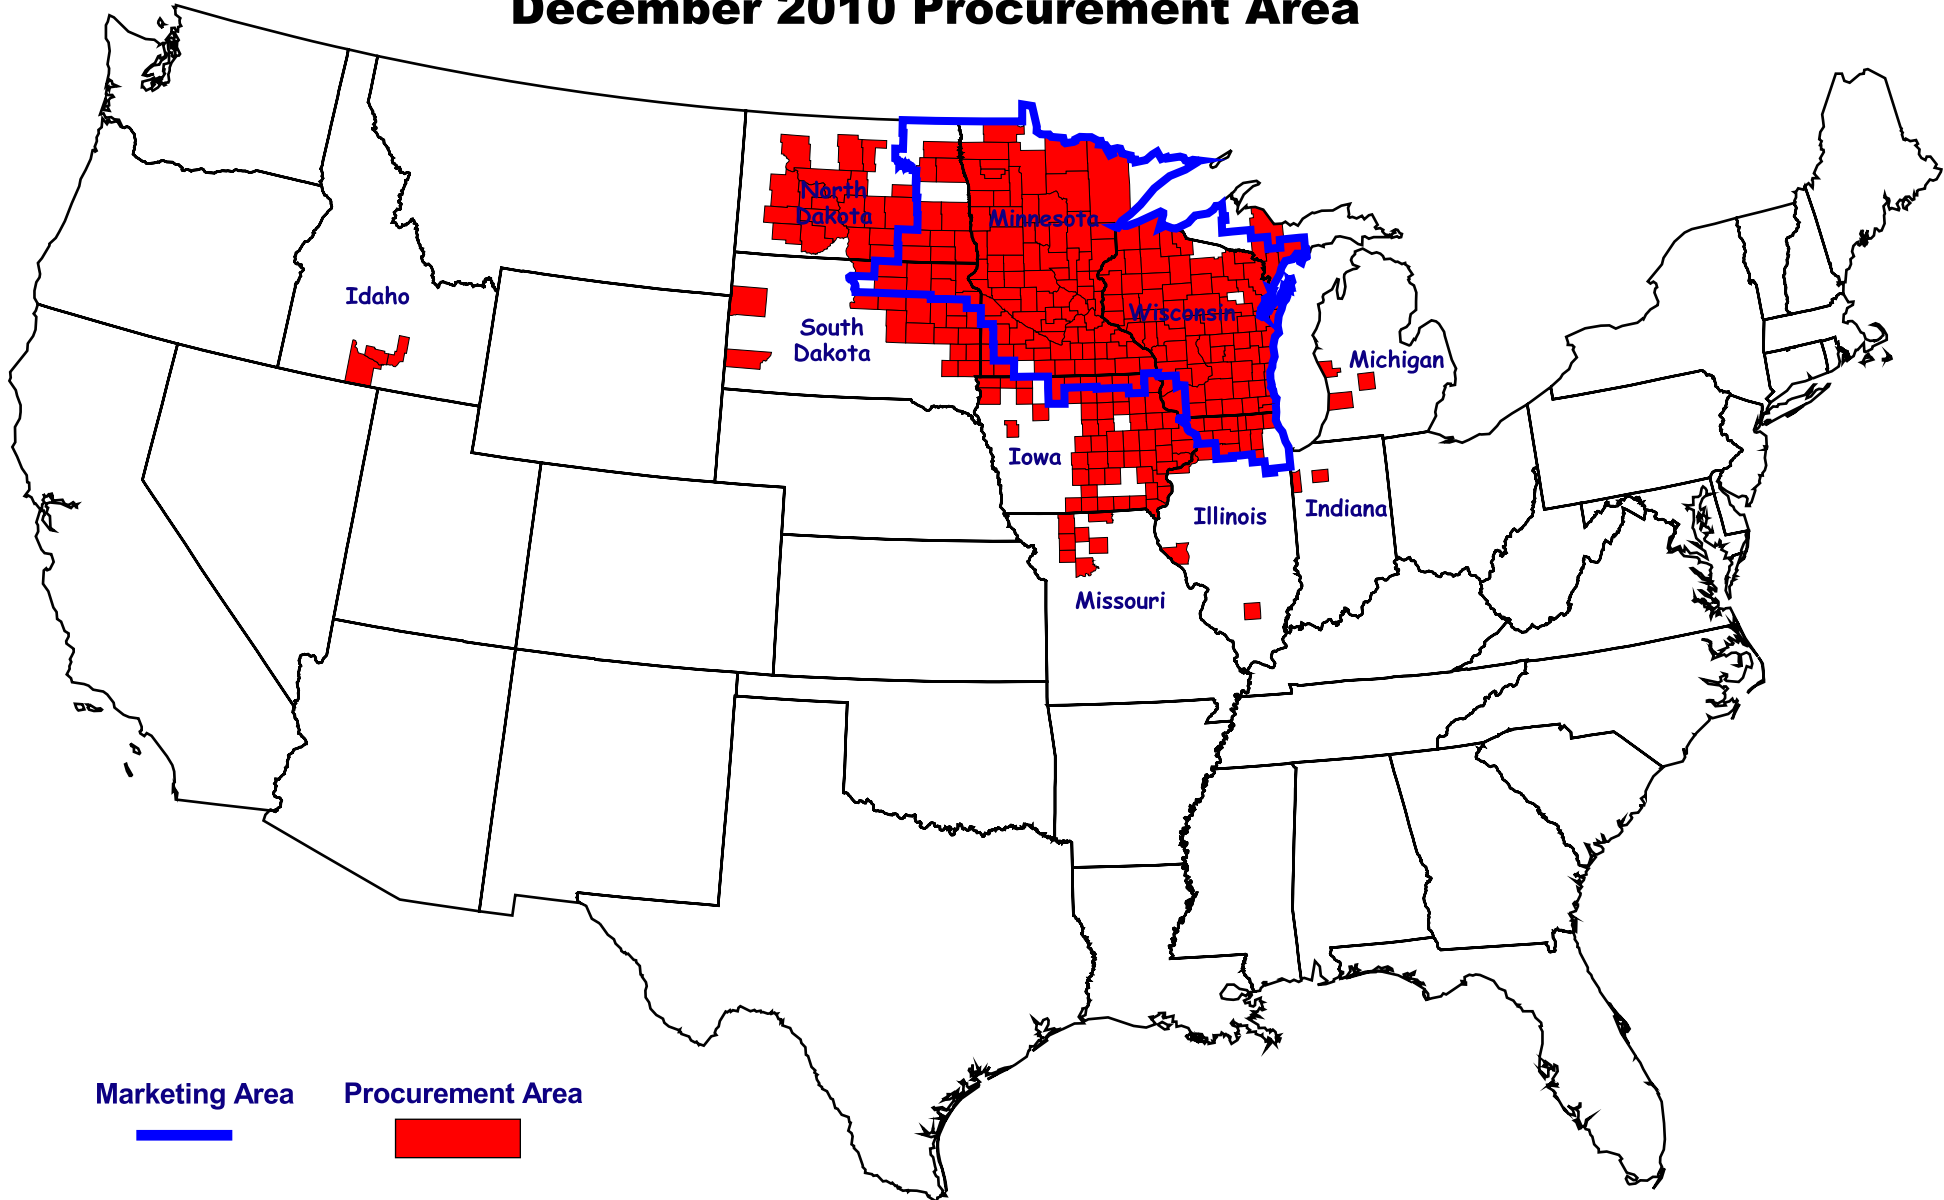 December 2010 Procurement Area
North
Dakota
Minnesota
Idaho
South
Dakota
Wisconsin
Michigan
Iowa
Illinois
Indiana
Missouri
Marketing Area
Procurement Area